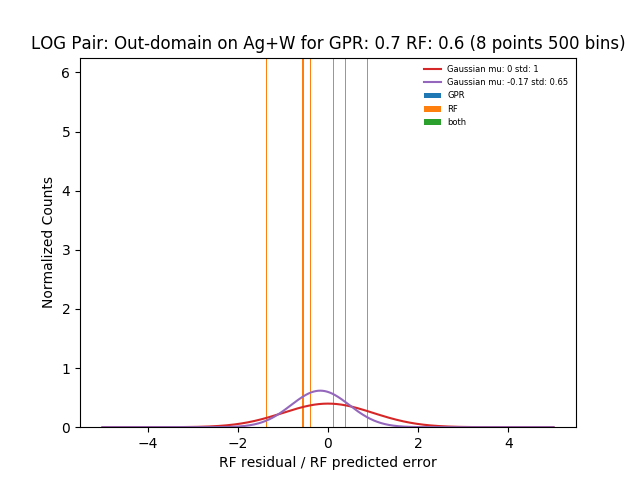 LOG Pair: Out-domain on Ag+W for GPR: 0.7 RF: 0.6 (8 points 500 bins)
Gaussian mu: 0 std: 1
Gaussian mu: -0.17 std: 0.65
GPR
RF
both
Normalized Counts
6
5
4
3
2
1
0
−4 −2 0 2 4
RF residual / RF predicted error